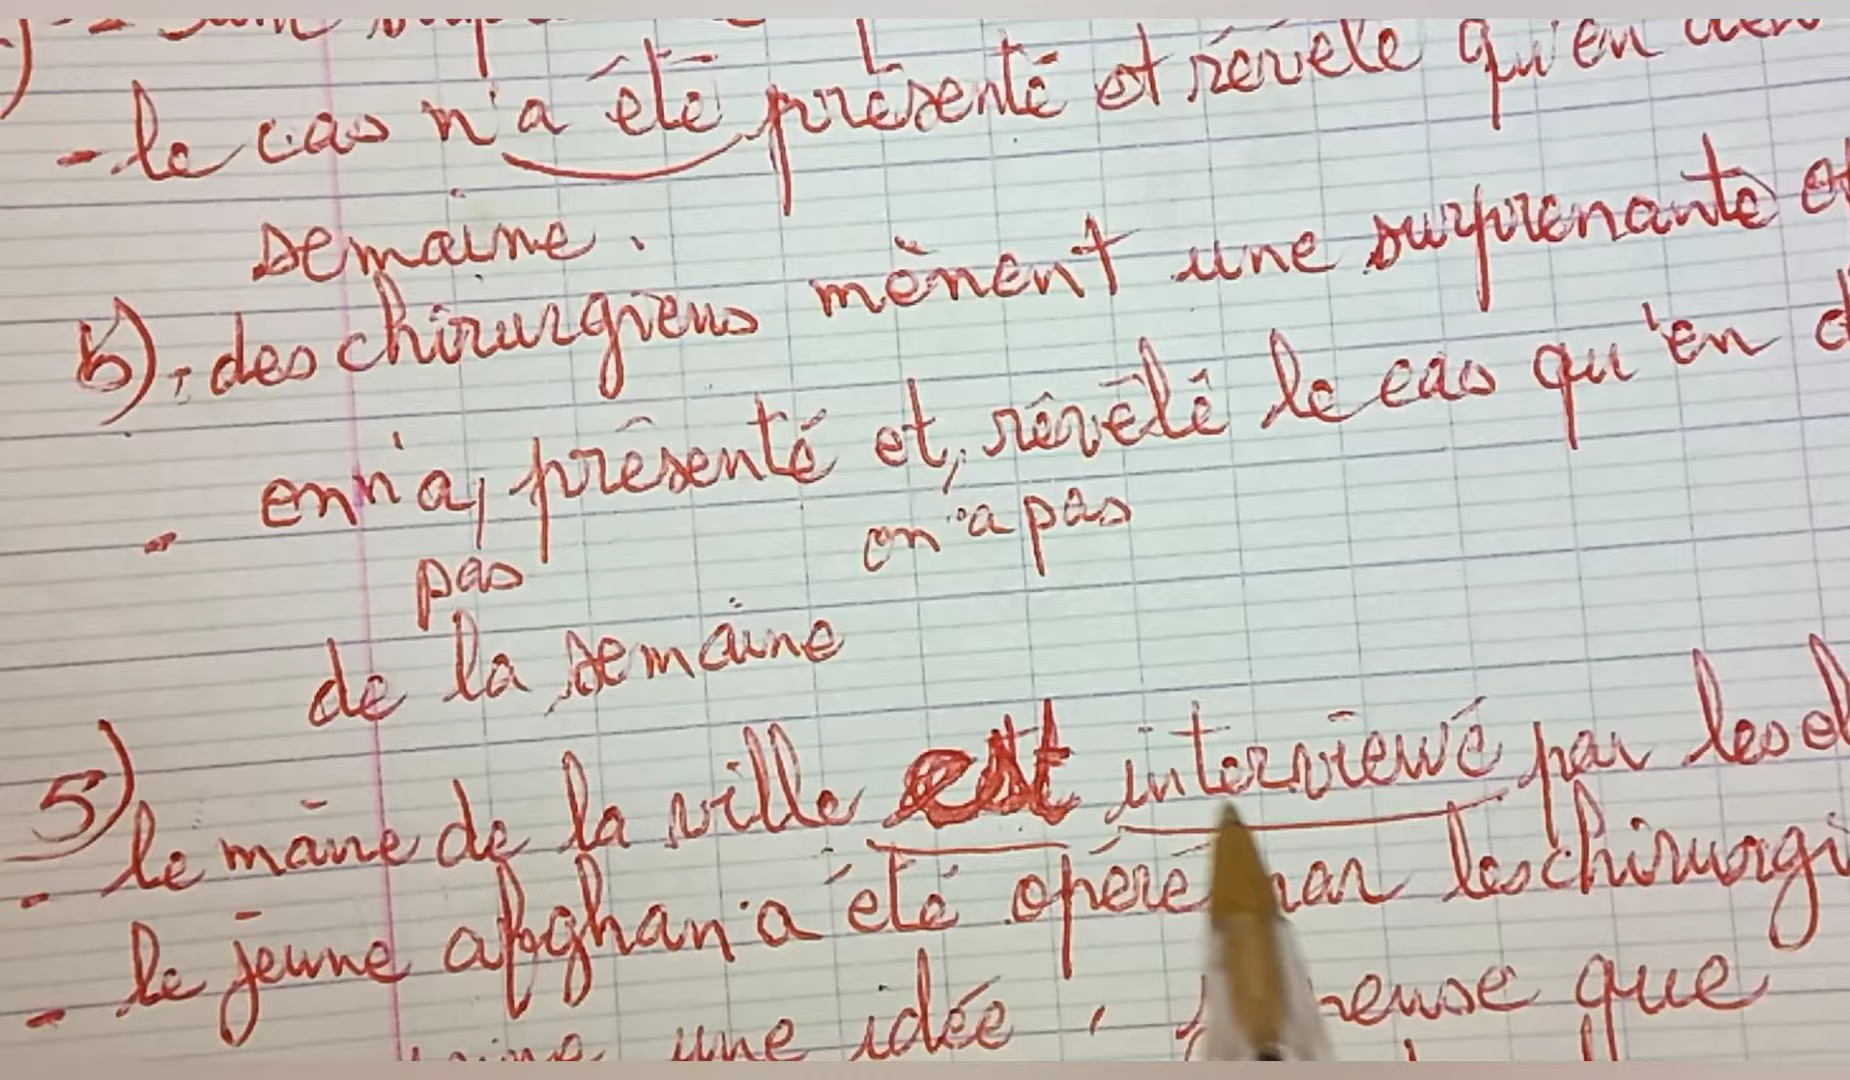 - le cas n'a été présenté et révélé qu'en
semaine.
b) - des chirurgiens mènent une surprenante et
- en n'a, présenté et, révélé le cas qu'en
pas on a pas
de la semaine
5)
- le maire de la ville est interviewé par les
- le jeune afghan a été opéré par les chirurgi
une idée,
que